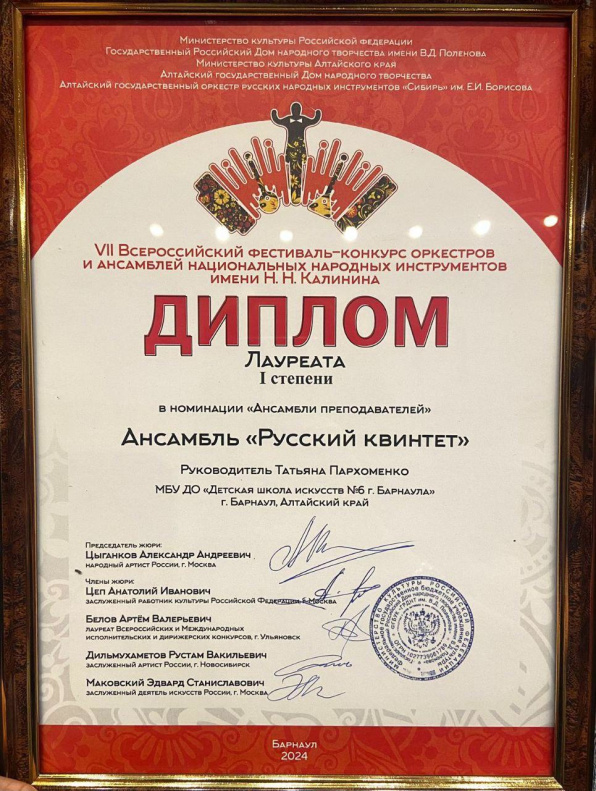 Министерство культуры Российской Федерации
Государственный Российский Дом народного творчества имени В.Д. Поленова
Министерство культуры Алтайского края
Алтайский государственный Дом народного творчества
Алтайский государственный оркестр русских народных инструментов «Сибирь» им. Е.И. Борисова
VII Всероссийский фестиваль-конкурс оркестров
и ансамблей национальных народных инструментов
имени Н. Н. Калинина
ДИПЛОМ
Лауреата
I степени
в номинации «Ансамбли преподавателей»
Ансамбль «Русский квинтет»
Руководитель Татьяна Пархоменко
МБУ ДО «Детская школа искусств №6 г. Барнаула»
г. Барнаул, Алтайский край
Председатель жюри:
Цыганков Александр Андреевич
народный артист России, г. Москва
Члены жюри:
Цеп Анатолий Иванович
заслуженный работник культуры Российской Федерации, г. Москва
Белов Артём Валерьевич
лауреат Всероссийских и Международных
исполнительских и дирижерских конкурсов, г. Ульяновск
Дильмухаметов Рустам Вакильевич
заслуженный артист России, г. Новосибирск
Маковский Эдвард Станиславович
заслуженный деятель искусств России, г. Москва
Барнаул
2024